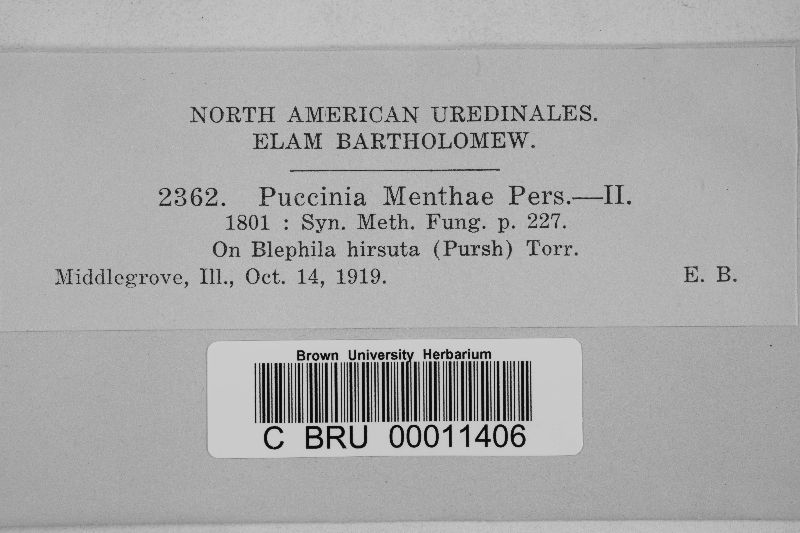 NORTH AMERICAN UREDINALES.
ELAM BARTHOLOMEW.
2362. Puccinia Menthae Pers.—II.
1801 : Syn. Meth. Fung. p. 227.
On Blephila hirsuta (Pursh) Torr.
Middlegrove, Ill., Oct. 14, 1919. E. B.
Brown University Herbarium
C BRU 00011406